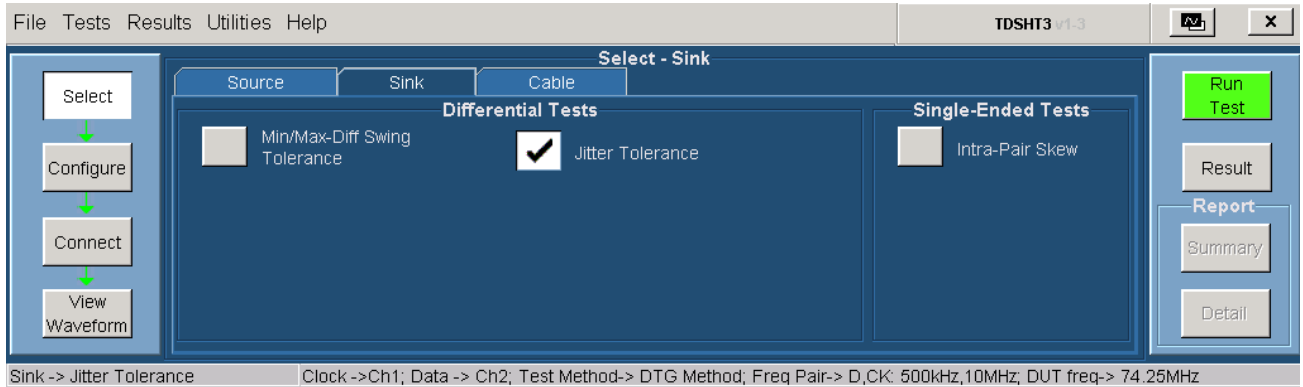 File Tests Results Utilities Help
TDSHT3 v1-3
x
Select - Sink
Select
Configure
Connect
View
Waveform
Source
Sink
Cable
Differential Tests
Min/Max-Diff Swing
Tolerance
Jitter Tolerance
Single-Ended Tests
Intra-Pair Skew
Run
Test
Result
Report
Summary
Detail
Sink -> Jitter Tolerance
Clock ->Ch1; Data -> Ch2; Test Method-> DTG Method; Freq Pair-> D,CK: 500kHz,10MHz; DUT freq-> 74.25MHz